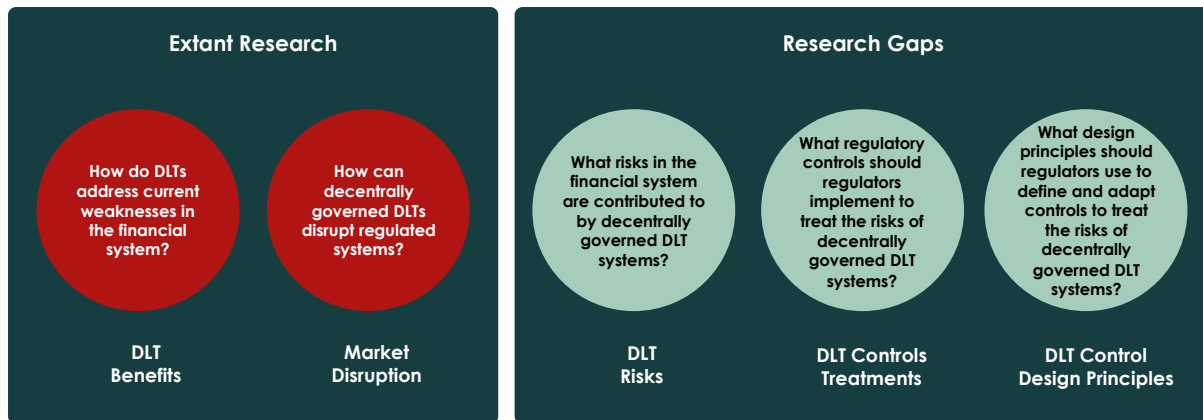 Extant Research
How do DLTs
address current
weaknesses in
the financial
system?
How can
decentrally
governed DLTs
disrupt regulated
systems?
DLT
Benefits
Market
Disruption
Research Gaps
What risks in the
financial system
are contributed to
by decentrally
governed DLT
systems?
What regulatory
controls should
regulators
implement to
treat the risks of
decentrally
governed DLT
systems?
What design
principles should
regulators use to
define and adapt
controls to treat
the risks of
decentrally
governed DLT
systems?
DLT
Risks
DLT Controls
Treatments
DLT Control
Design Principles